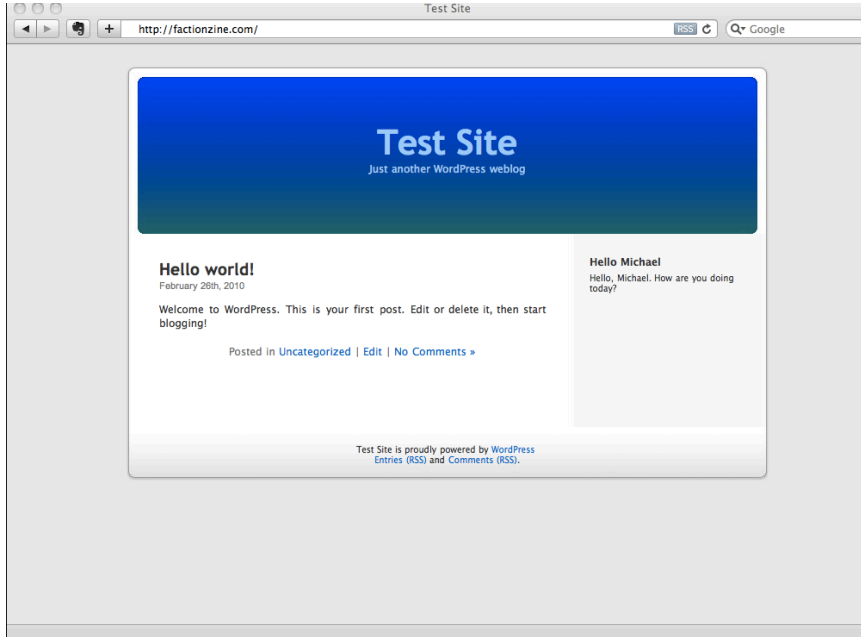 Test Site
http://factionzine.com/
RSS
Google
Test Site
Just another WordPress weblog
Hello world!
February 26th, 2010
Welcome to WordPress. This is your first post. Edit or delete it, then start
blogging!
Posted in Uncategorized | Edit | No Comments »
Hello Michael
Hello, Michael. How are you doing
today?
Test Site is proudly powered by WordPress
Entries (RSS) and Comments (RSS).